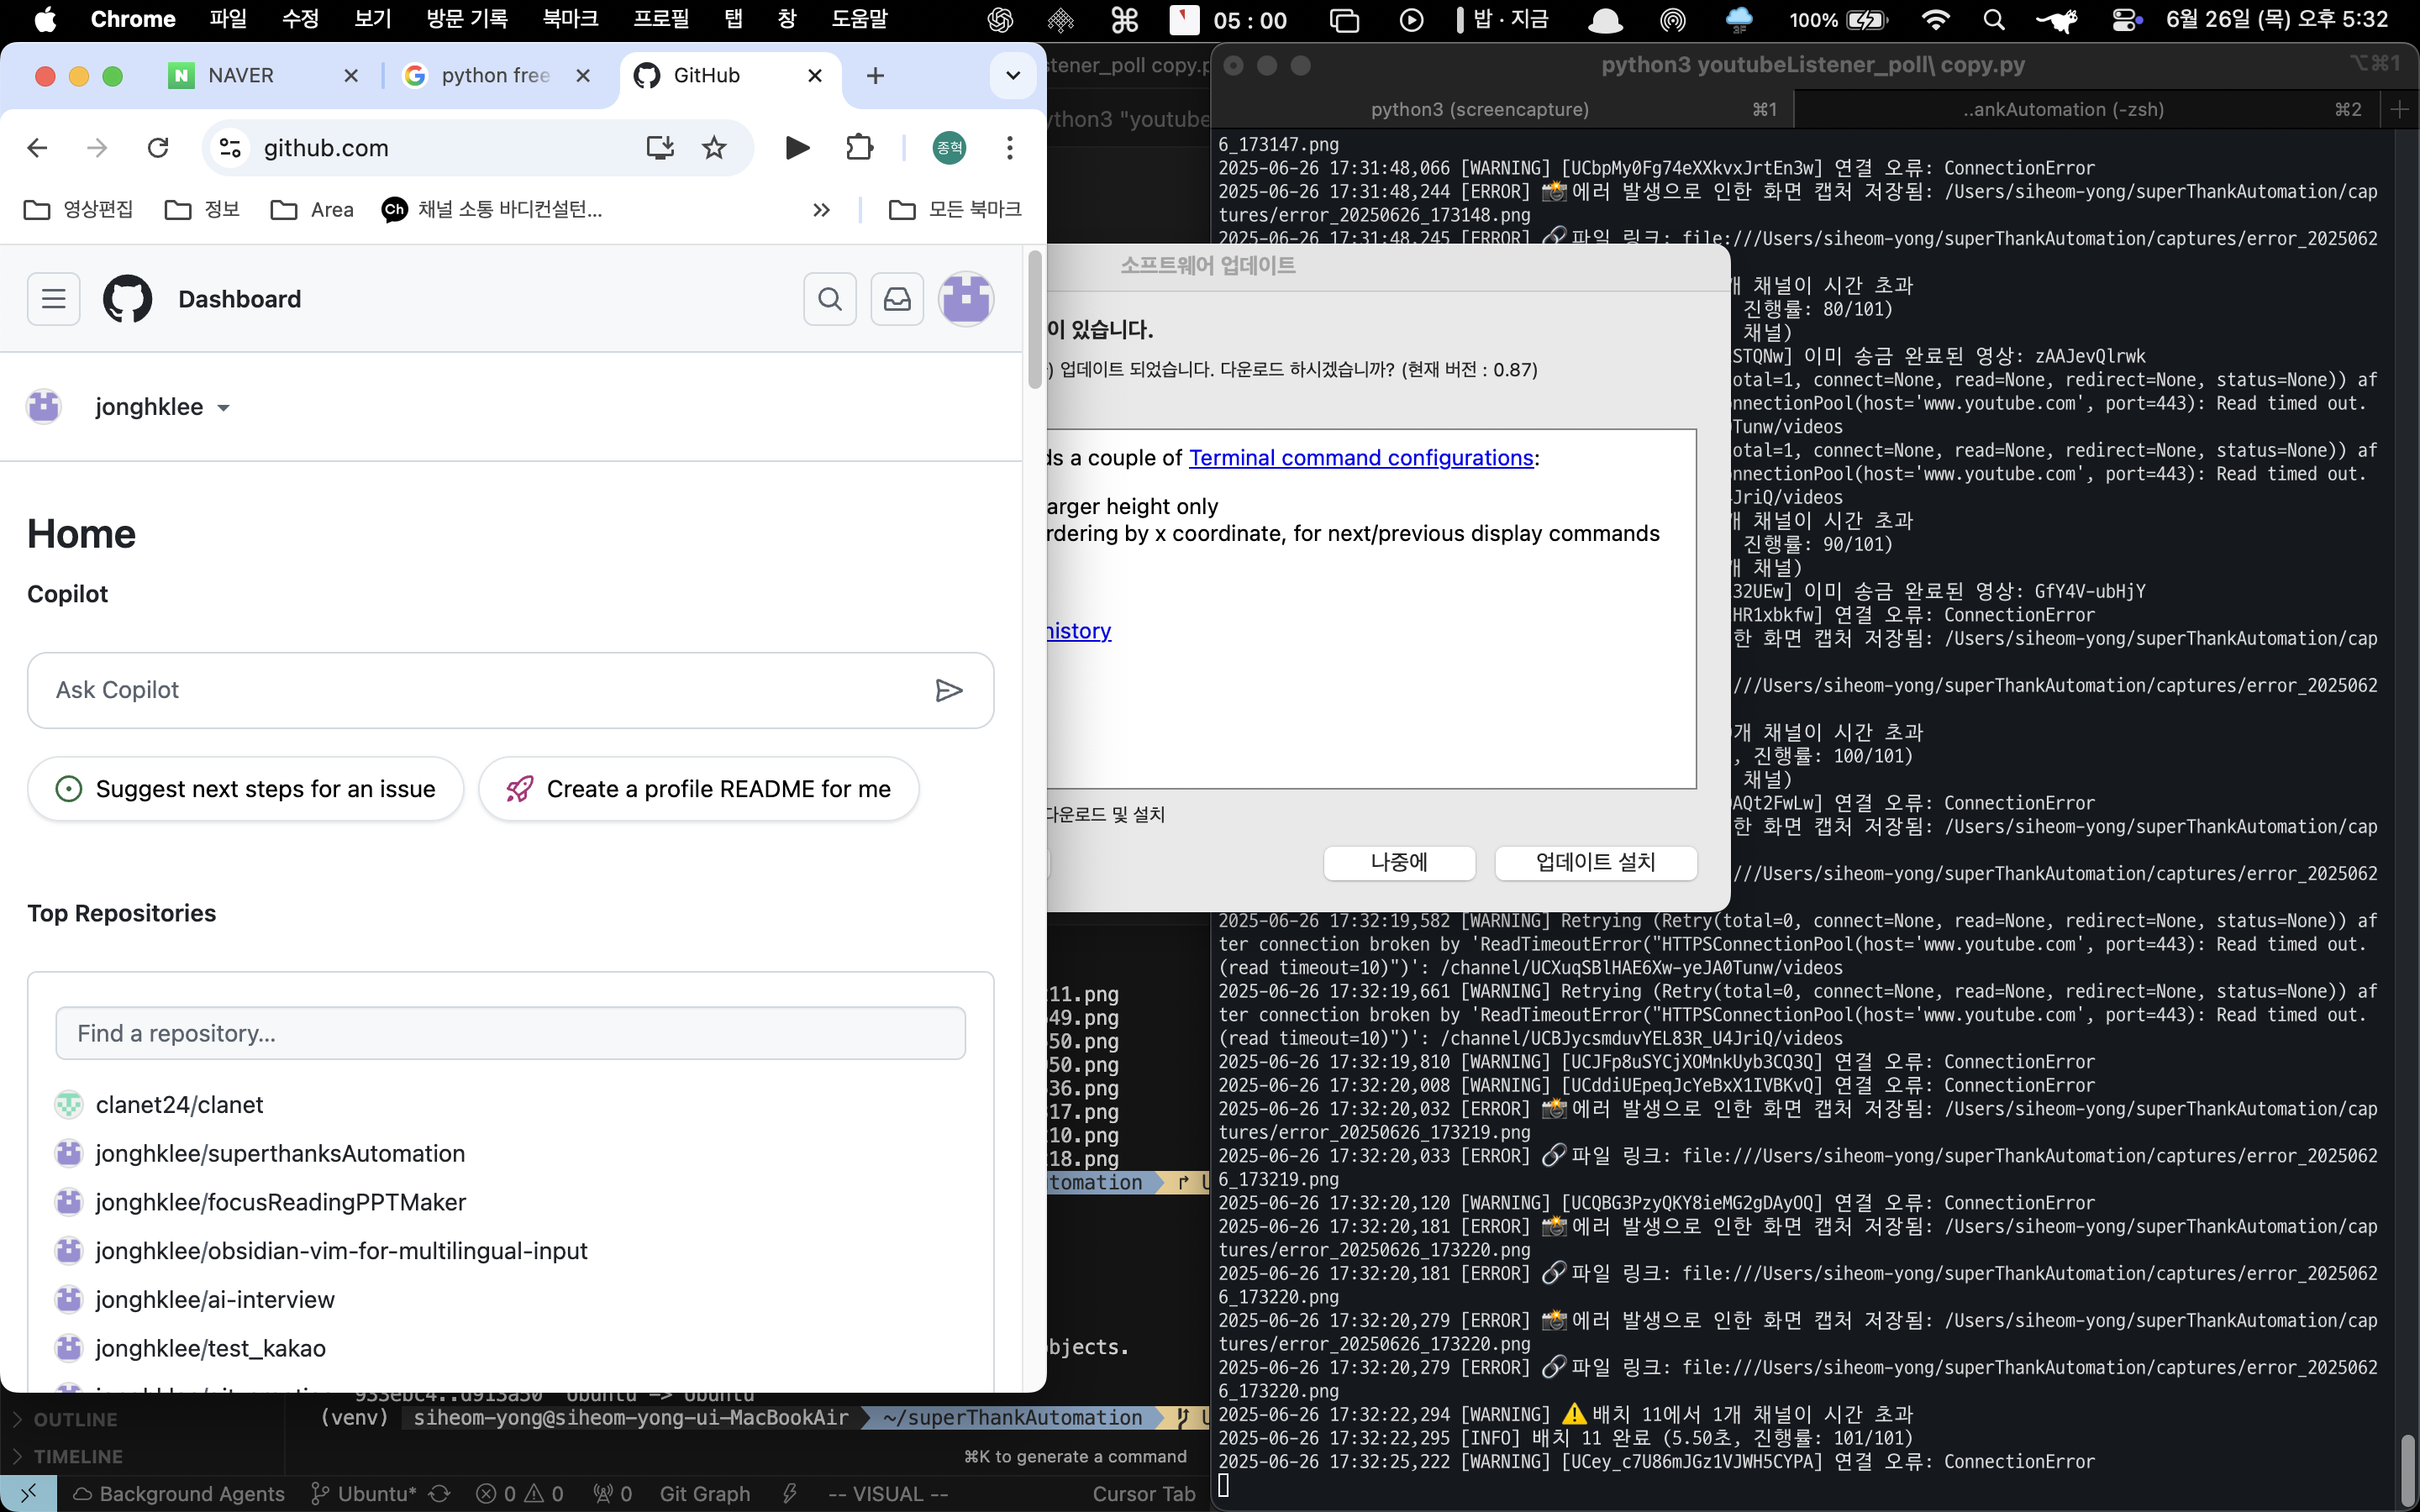 Chrome 파일 수정 보기 방문 기록 북마크 프로필 탭 창 도움말 05 : 00 밥 · 지금 100% 6월 26일 (목) 오후 5:32
NAVER
python free
GitHub
github.com
종혁
영상편집 정보 Area 채널 소통 바디컨설턴... 모든 북마크
Dashboard
jonghklee
Home
Copilot
Ask Copilot
Suggest next steps for an issue
Create a profile README for me
Top Repositories
Find a repository...
clanet24/clanet
jonghklee/superthanksAutomation
jonghklee/focusReadingPPTMaker
jonghklee/obsidian-vim-for-multilingual-input
jonghklee/ai-interview
jonghklee/test_kakao
소프트웨어 업데이트
이 있습니다.
업데이트 되었습니다. 다운로드 하시겠습니까? (현재 버전 : 0.87)
ds a couple of Terminal command configurations:
arger height only
rdering by x coordinate, for next/previous display commands
history
다운로드 및 설치
나중에
업데이트 설치
stener_poll copy.p
ython3 "youtube
11.png
49.png
50.png
50.png
36.png
17.png
10.png
18.png
tomation
bjects.
(venv) siheom-yong@siheom-yong-ui-MacBookAir ~/superThankAutomation
⌘K to generate a command
OUTLINE
TIMELINE
Background Agents Ubuntu* 0 0 0 Git Graph -- VISUAL -- Cursor Tab
python3 youtubeListener_poll\ copy.py ⌥⌘1
python3 (screencapture) ⌘1 ..ankAutomation (-zsh) ⌘2
6_173147.png
2025-06-26 17:31:48,066 [WARNING] [UCbpMy0Fg74eXXkvxJrtEn3w] 연결 오류: ConnectionError
2025-06-26 17:31:48,244 [ERROR] 📸 에러 발생으로 인한 화면 캡처 저장됨: /Users/siheom-yong/superThankAutomation/cap
tures/error_20250626_173148.png
2025-06-26 17:31:48,245 [ERROR] 🔗 파일 링크: file:///Users/siheom-yong/superThankAutomation/captures/error_2025062
개 채널이 시간 초과
진행률: 80/101)
채널)
STQNw] 이미 송금 완료된 영상: zAAJevQlrwk
otal=1, connect=None, read=None, redirect=None, status=None)) af
nnectionPool(host='www.youtube.com', port=443): Read timed out.
Tunw/videos
otal=1, connect=None, read=None, redirect=None, status=None)) af
nnectionPool(host='www.youtube.com', port=443): Read timed out.
JriQ/videos
개 채널이 시간 초과
진행률: 90/101)
개 채널)
32UEw] 이미 송금 완료된 영상: GfY4V-ubHjY
HR1xbkfw] 연결 오류: ConnectionError
한 화면 캡처 저장됨: /Users/siheom-yong/superThankAutomation/cap
///Users/siheom-yong/superThankAutomation/captures/error_2025062
개 채널이 시간 초과
, 진행률: 100/101)
채널)
AQt2FwLw] 연결 오류: ConnectionError
한 화면 캡처 저장됨: /Users/siheom-yong/superThankAutomation/cap
///Users/siheom-yong/superThankAutomation/captures/error_2025062
2025-06-26 17:32:19,582 [WARNING] Retrying (Retry(total=0, connect=None, read=None, redirect=None, status=None)) af
ter connection broken by 'ReadTimeoutError("HTTPSConnectionPool(host='www.youtube.com', port=443): Read timed out.
(read timeout=10)")': /channel/UCXuqSBlHAE6Xw-yeJA0Tunw/videos
2025-06-26 17:32:19,661 [WARNING] Retrying (Retry(total=0, connect=None, read=None, redirect=None, status=None)) af
ter connection broken by 'ReadTimeoutError("HTTPSConnectionPool(host='www.youtube.com', port=443): Read timed out.
(read timeout=10)")': /channel/UCBJycsmduvYEL83R_U4JriQ/videos
2025-06-26 17:32:19,810 [WARNING] [UCJFp8uSYCjXOMnkUyb3CQ3Q] 연결 오류: ConnectionError
2025-06-26 17:32:20,008 [WARNING] [UCddiUEpeqJcYeBxX1IVBKvQ] 연결 오류: ConnectionError
2025-06-26 17:32:20,032 [ERROR] 📸 에러 발생으로 인한 화면 캡처 저장됨: /Users/siheom-yong/superThankAutomation/cap
tures/error_20250626_173219.png
2025-06-26 17:32:20,033 [ERROR] 🔗 파일 링크: file:///Users/siheom-yong/superThankAutomation/captures/error_2025062
6_173219.png
2025-06-26 17:32:20,120 [WARNING] [UCQBG3PzyQKY8ieMG2gDAyOQ] 연결 오류: ConnectionError
2025-06-26 17:32:20,181 [ERROR] 📸 에러 발생으로 인한 화면 캡처 저장됨: /Users/siheom-yong/superThankAutomation/cap
tures/error_20250626_173220.png
2025-06-26 17:32:20,181 [ERROR] 🔗 파일 링크: file:///Users/siheom-yong/superThankAutomation/captures/error_2025062
6_173220.png
2025-06-26 17:32:20,279 [ERROR] 📸 에러 발생으로 인한 화면 캡처 저장됨: /Users/siheom-yong/superThankAutomation/cap
tures/error_20250626_173220.png
2025-06-26 17:32:20,279 [ERROR] 🔗 파일 링크: file:///Users/siheom-yong/superThankAutomation/captures/error_2025062
6_173220.png
2025-06-26 17:32:22,294 [WARNING] ⚠️ 배치 11에서 1개 채널이 시간 초과
2025-06-26 17:32:22,295 [INFO] 배치 11 완료 (5.50초, 진행률: 101/101)
2025-06-26 17:32:25,222 [WARNING] [UCey_c7U86mJGz1VJWH5CYPA] 연결 오류: ConnectionError